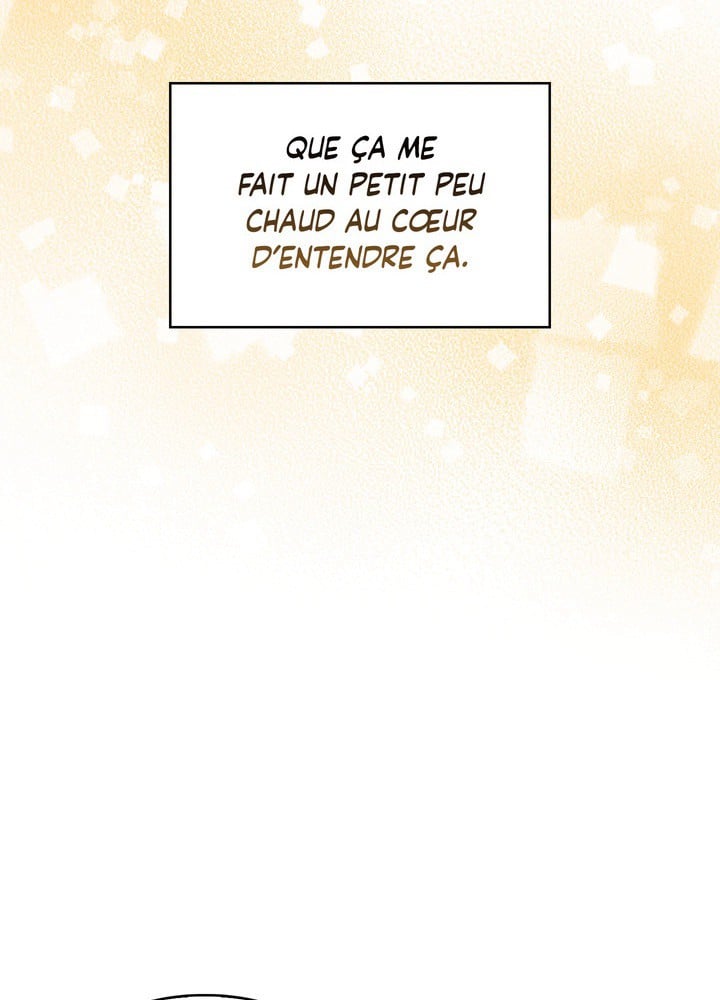 QUE ÇA ME
FAIT UN PETIT PEU
CHAUD AU CŒUR
D'ENTENDRE ÇA.